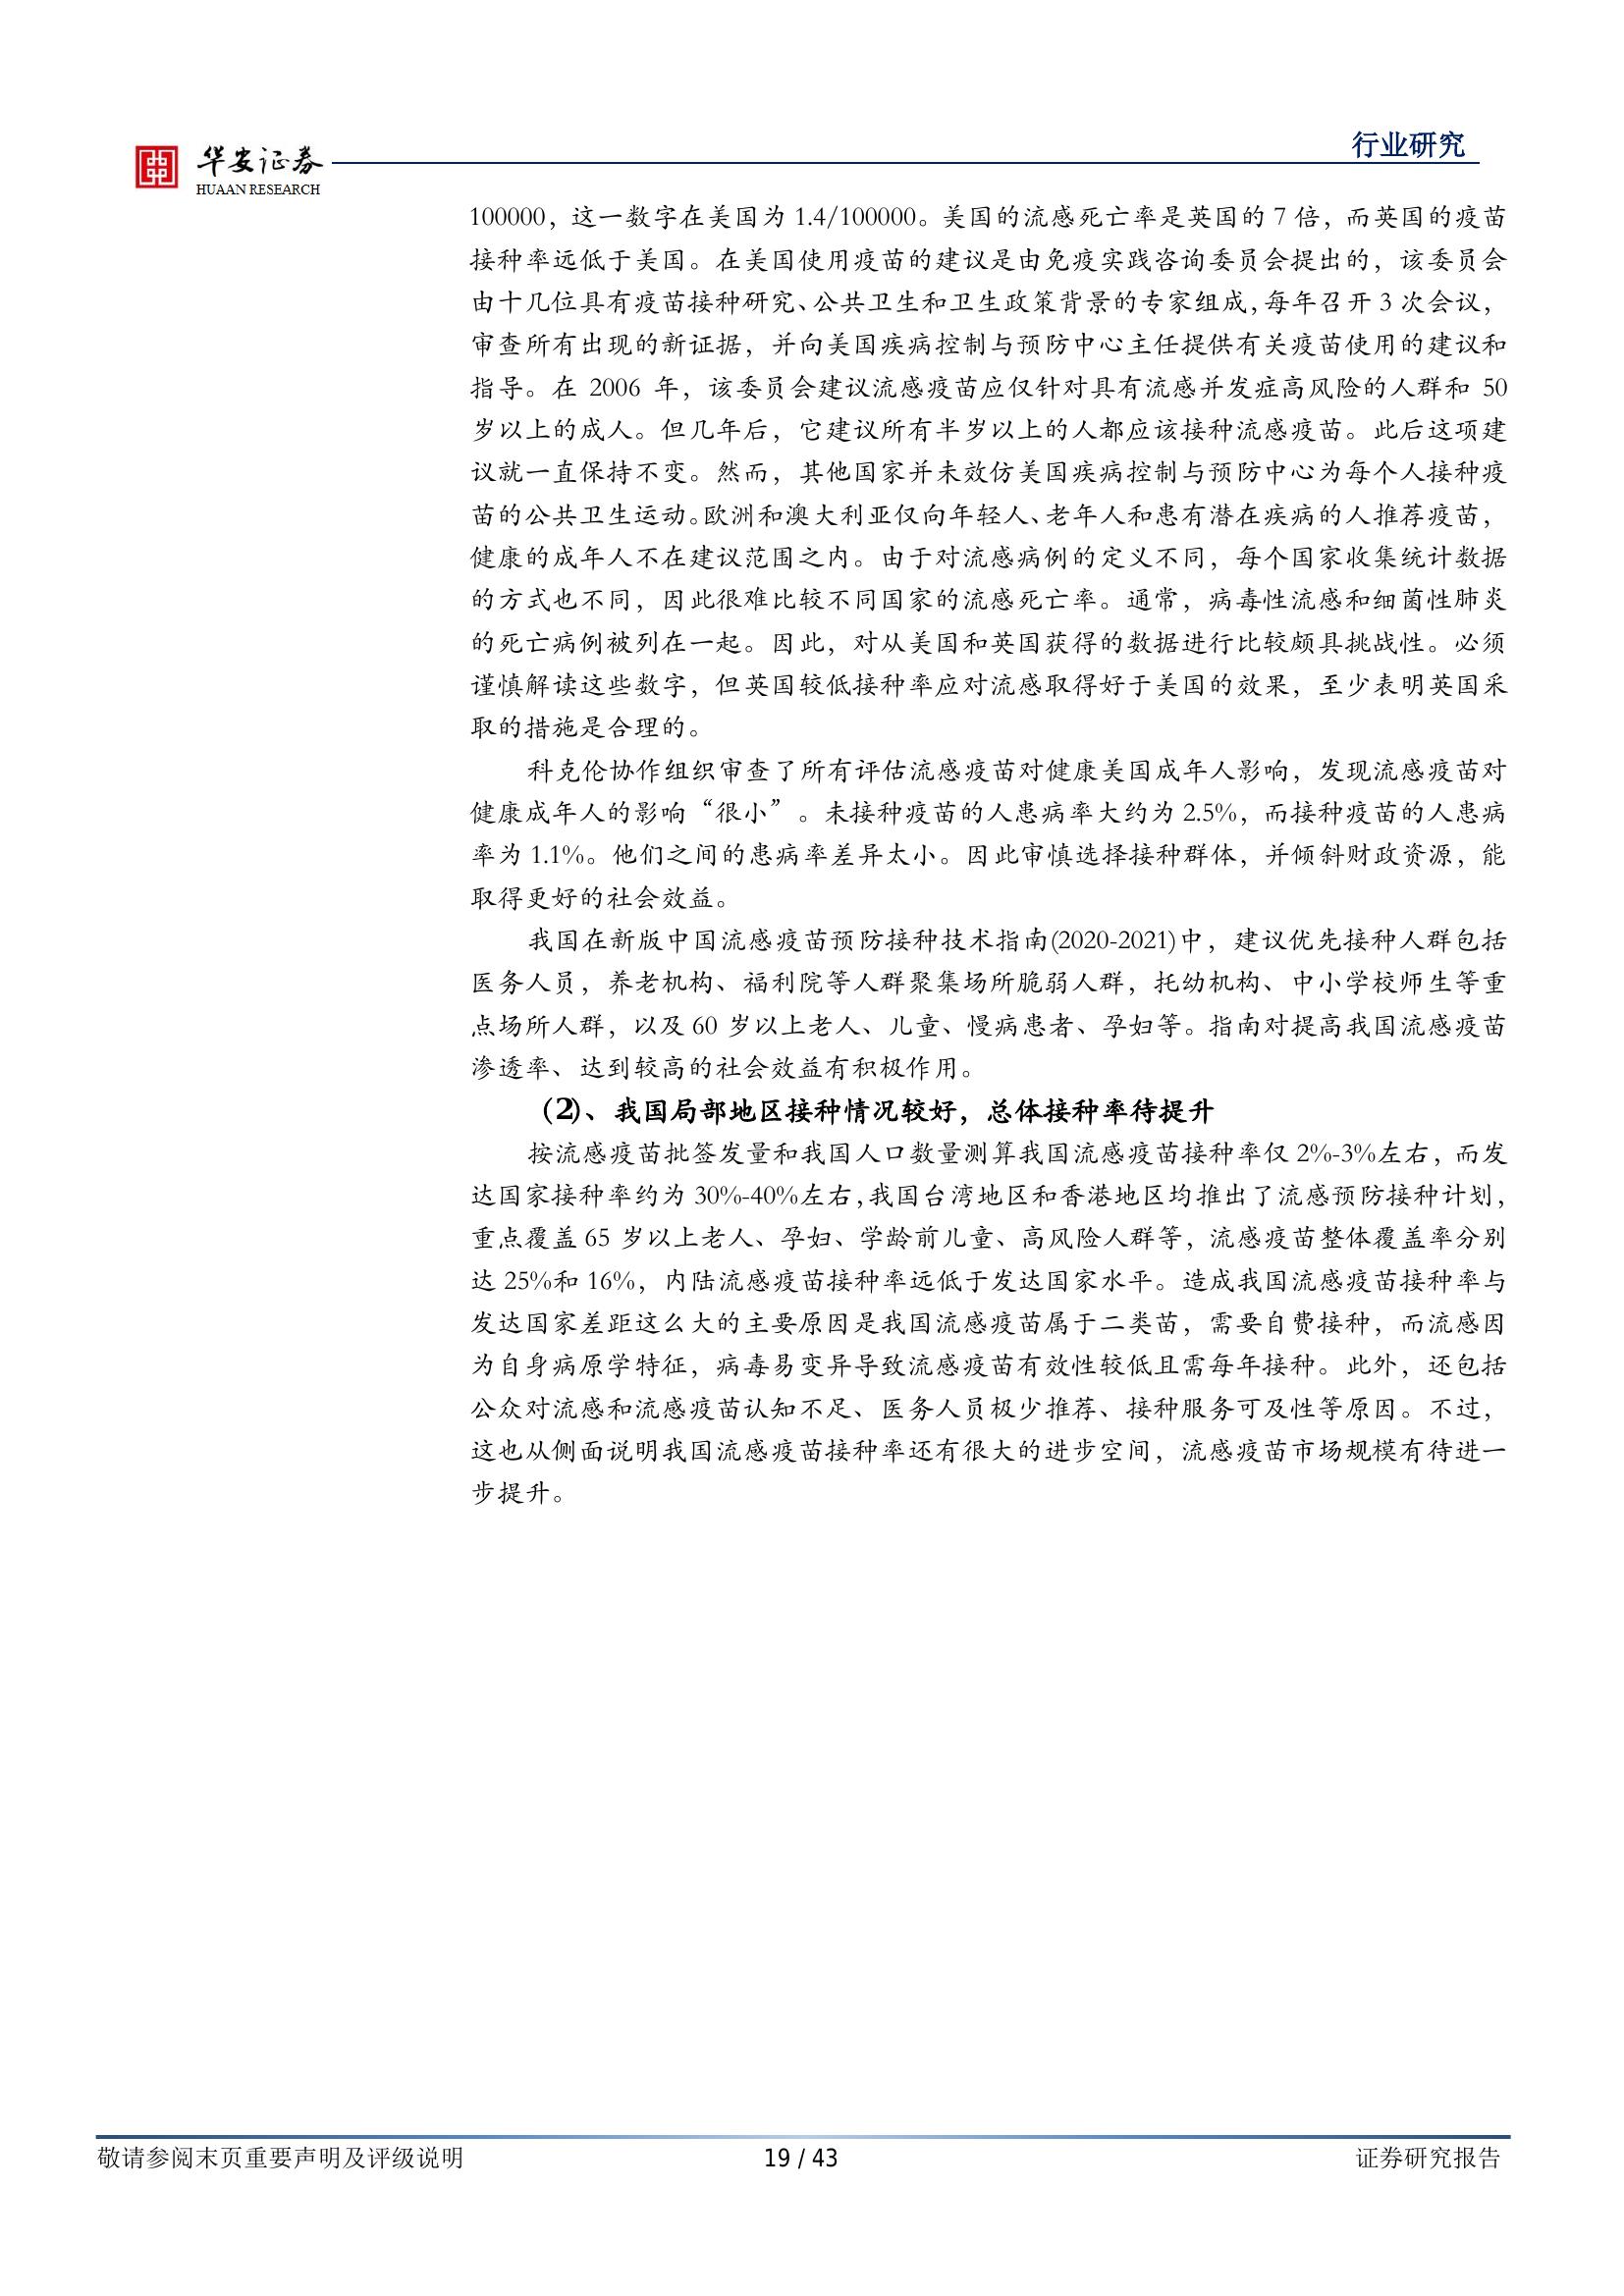 行业研究
华安证券
HUAAN RESEARCH
100000，这一数字在美国为 1.4/100000。美国的流感死亡率是英国的 7 倍，而英国的疫苗
接种率远低于美国。在美国使用疫苗的建议是由免疫实践咨询委员会提出的，该委员会
由十几位具有疫苗接种研究、公共卫生和卫生政策背景的专家组成，每年召开 3 次会议，
审查所有出现的新证据，并向美国疾病控制与预防中心主任提供有关疫苗使用的建议和
指导。在 2006 年，该委员会建议流感疫苗应仅针对具有流感并发症高风险的人群和 50
岁以上的成人。但几年后，它建议所有半岁以上的人都应该接种流感疫苗。此后这项建
议就一直保持不变。然而，其他国家并未效仿美国疾病控制与预防中心为每个人接种疫
苗的公共卫生运动。欧洲和澳大利亚仅向年轻人、老年人和患有潜在疾病的人推荐疫苗，
健康的成年人不在建议范围之内。由于对流感病例的定义不同，每个国家收集统计数据
的方式也不同，因此很难比较不同国家的流感死亡率。通常，病毒性流感和细菌性肺炎
的死亡病例被列在一起。因此，对从美国和英国获得的数据进行比较颇具挑战性。必须
谨慎解读这些数字，但英国较低接种率应对流感取得好于美国的效果，至少表明英国采
取的措施是合理的。
科克伦协作组织审查了所有评估流感疫苗对健康美国成年人影响，发现流感疫苗对
健康成年人的影响“很小”。未接种疫苗的人患病率大约为 2.5%，而接种疫苗的人患病
率为 1.1%。他们之间的患病率差异太小。因此审慎选择接种群体，并倾斜财政资源，能
取得更好的社会效益。
我国在新版中国流感疫苗预防接种技术指南(2020-2021)中，建议优先接种人群包括
医务人员，养老机构、福利院等人群聚集场所脆弱人群，托幼机构、中小学校师生等重
点场所人群，以及 60 岁以上老人、儿童、慢病患者、孕妇等。指南对提高我国流感疫苗
渗透率、达到较高的社会效益有积极作用。
（2）、我国局部地区接种情况较好，总体接种率待提升
按流感疫苗批签发量和我国人口数量测算我国流感疫苗接种率仅 2%-3%左右，而发
达国家接种率约为 30%-40%左右，我国台湾地区和香港地区均推出了流感预防接种计划，
重点覆盖 65 岁以上老人、孕妇、学龄前儿童、高风险人群等，流感疫苗整体覆盖率分别
达 25%和 16%，内陆流感疫苗接种率远低于发达国家水平。造成我国流感疫苗接种率与
发达国家差距这么大的主要原因是我国流感疫苗属于二类苗，需要自费接种，而流感因
为自身病原学特征，病毒易变异导致流感疫苗有效性较低且需每年接种。此外，还包括
公众对流感和流感疫苗认知不足、医务人员极少推荐、接种服务可及性等原因。不过，
这也从侧面说明我国流感疫苗接种率还有很大的进步空间，流感疫苗市场规模有待进一
步提升。
敬请参阅末页重要声明及评级说明
19 / 43
证券研究报告